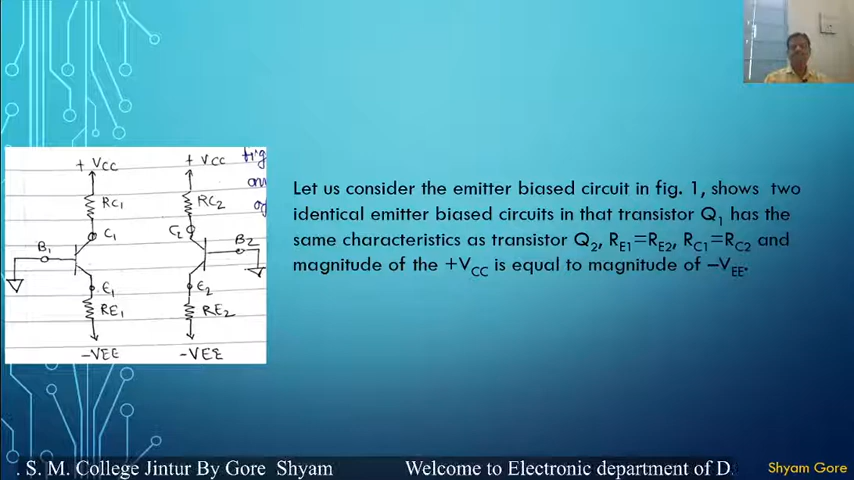 + VCC + VCC
RC1 RC2
C1 C2
B1 B2
E1 E2
RE1 RE2
-VEE -VEE
Let us consider the emitter biased circuit in fig. 1, shows two
identical emitter biased circuits in that transistor Q1 has the
same characteristics as transistor Q2, RE1=RE2, RC1=RC2 and
magnitude of the +VCC is equal to magnitude of –VEE.
. S. M. College Jintur By Gore Shyam Welcome to Electronic department of D.
Shyam Gore